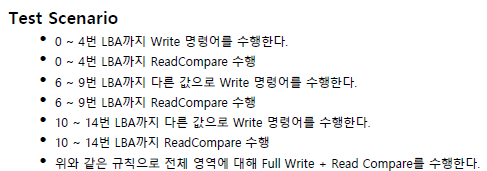 Test Scenario
• 0 ~ 4번 LBA까지 Write 명령어를 수행한다.
• 0 ~ 4번 LBA까지 ReadCompare 수행
• 6 ~ 9번 LBA까지 다른 값으로 Write 명령어를 수행한다.
• 6 ~ 9번 LBA까지 ReadCompare 수행
• 10 ~ 14번 LBA까지 다른 값으로 Write 명령어를 수행한다.
• 10 ~ 14번 LBA까지 ReadCompare 수행
• 위와 같은 규칙으로 전체 영역에 대해 Full Write + Read Compare를 수행한다.